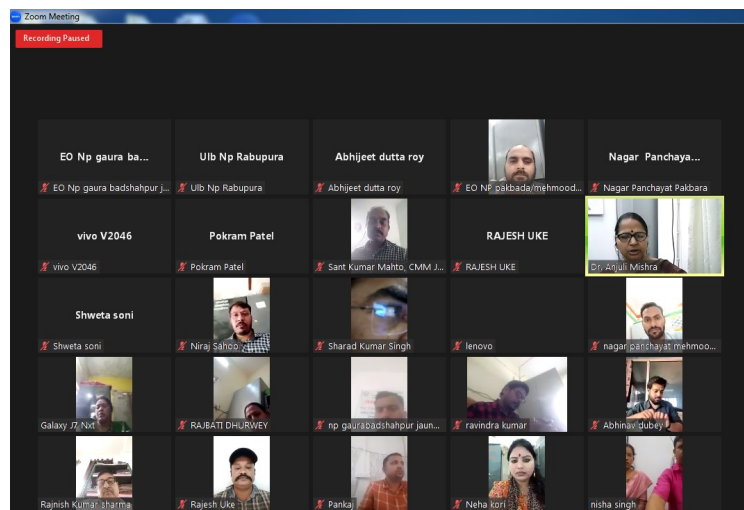 Zoom Meeting
Recording Paused
EO Np gaura ba...
Ulb Np Rabupura
Abhijeet dutta roy
Nagar Panchaya...
EO Np gaura badshahpur j...
Ulb Np Rabupura
Abhijeet dutta roy
EO NP pakbada/mehmood...
Nagar Panchayat Pakbara
vivo V2046
Pokram Patel
RAJESH UKE
vivo V2046
Pokram Patel
Sant Kumar Mahto, CMM J...
RAJESH UKE
Dr. Anjuli Mishra
Shweta soni
Shweta soni
Niraj Sahoo
Sharad Kumar Singh
lenovo
nagar panchayat mehmoo...
Galaxy J7 Nxt
RAJBATI DHURWEY
np gaurabadshahpur jaun...
ravindra kumar
Abhinav dubey
Rajnish Kumar sharma
Rajesh Uke
Pankaj
Neha kori
nisha singh